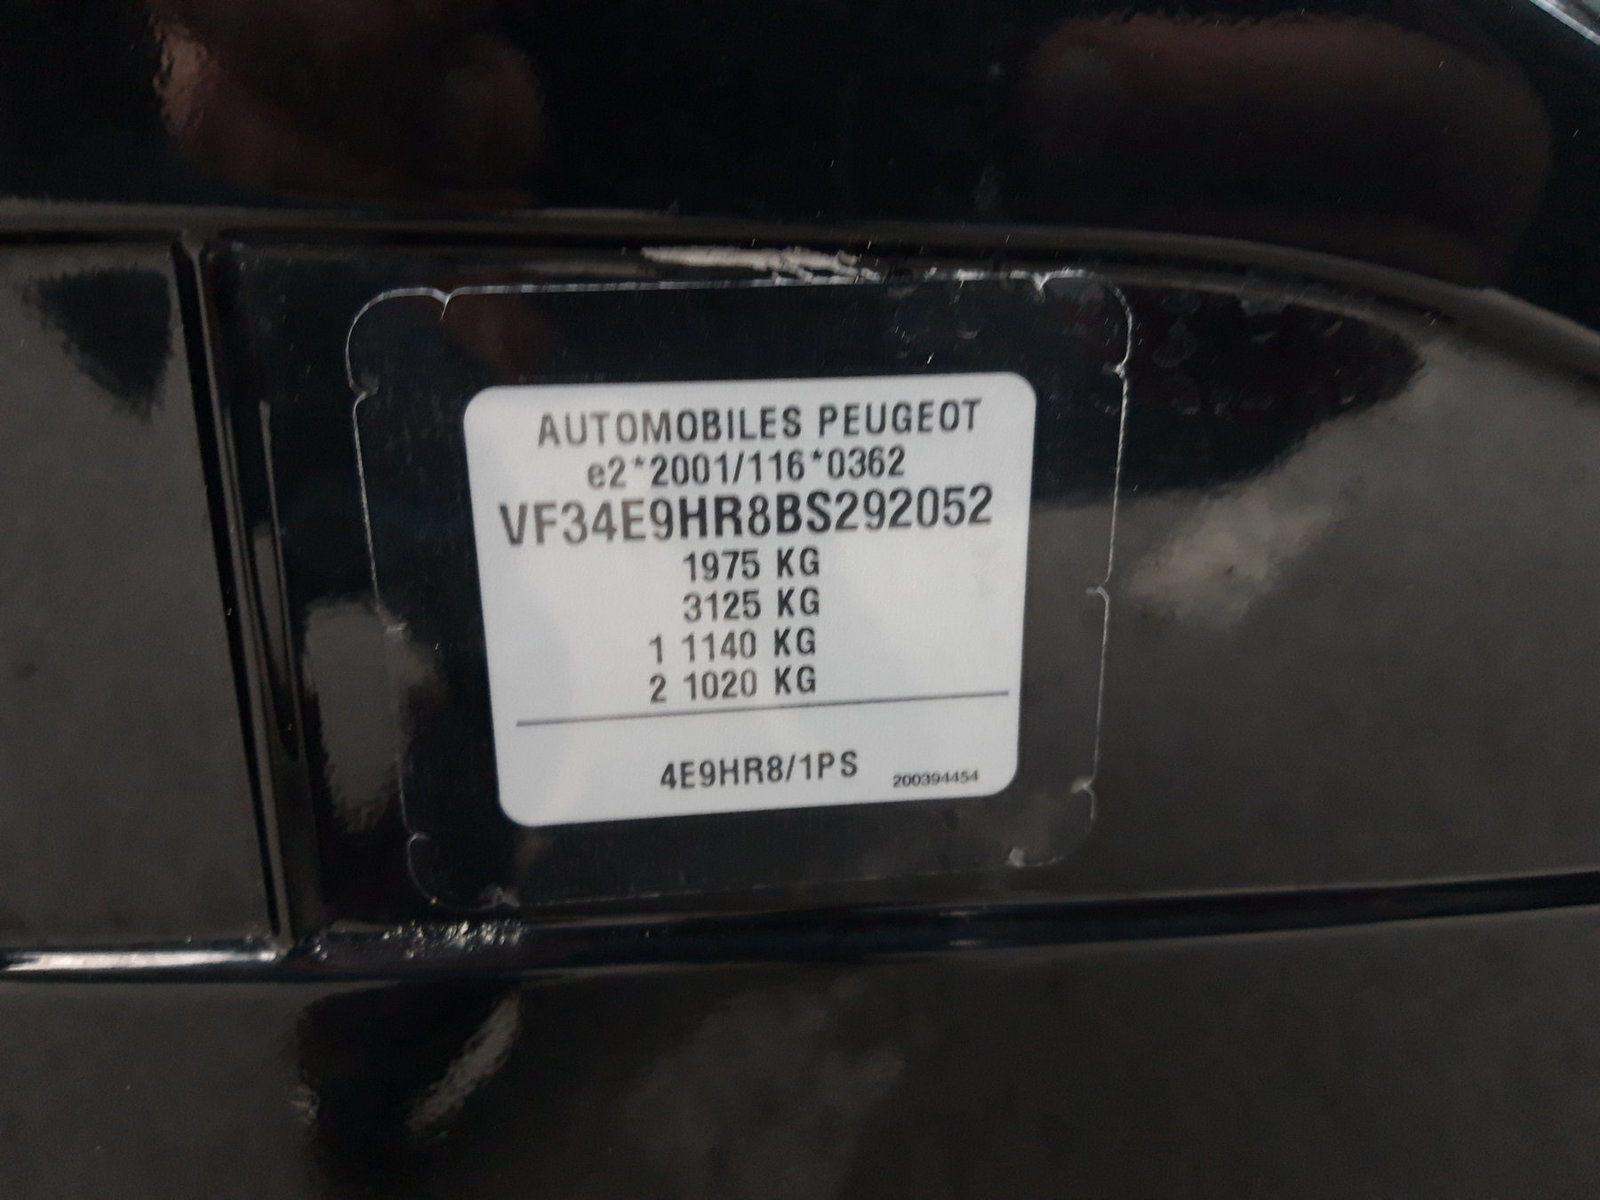 AUTOMOBILES PEUGEOT
e2*2001/116*0362
VF34E9HR8BS292052
1975 KG
3125 KG
1 1140 KG
2 1020 KG
4E9HR8/1PS
200394454